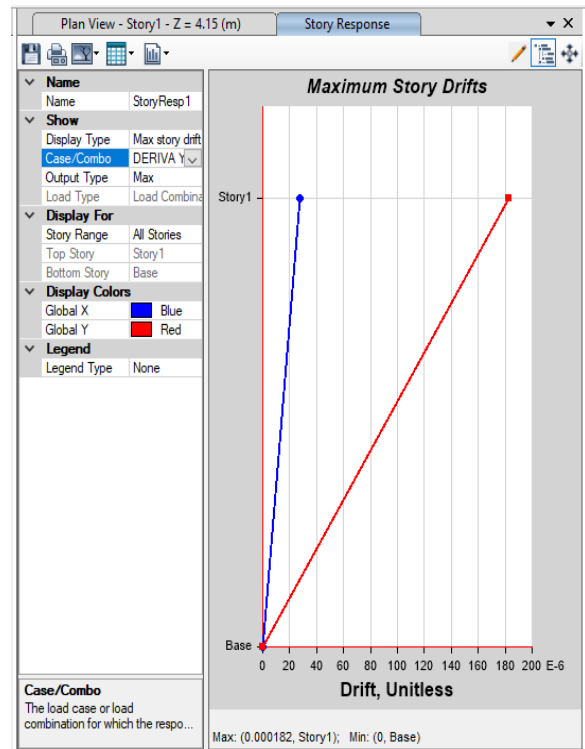 Plan View - Story1 - Z = 4.15 (m)
Story Response
Name
Name StoryResp1
Show
Display Type Max story drift
Case/Combo DERIVA Y
Output Type Max
Load Type Load Combina
Display For
Story Range All Stories
Top Story Story1
Bottom Story Base
Display Colors
Global X Blue
Global Y Red
Legend
Legend Type None
Case/Combo
The load case or load
combination for which the respo...
Maximum Story Drifts
Story1
Base
0 20 40 60 80 100 120 140 160 180 200 E-6
Drift, Unitless
Max: (0.000182, Story1); Min: (0, Base)